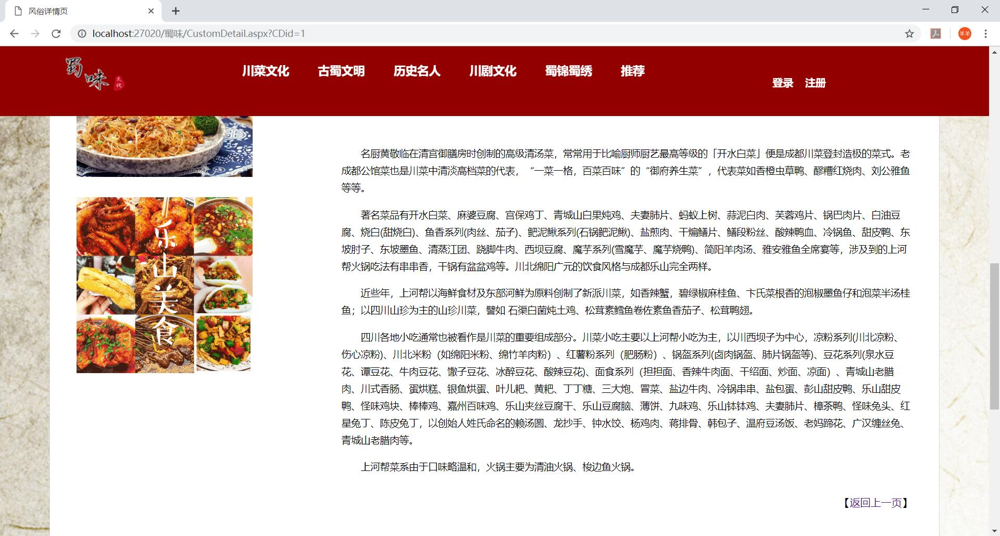 风俗详情页
localhost:27020/蜀味/CustomDetail.aspx?CDid=1
羊羊
蜀味
文化
川菜文化 古蜀文明 历史名人 川剧文化 蜀锦蜀绣 推荐
登录 注册
名厨黄敬临在清宫御膳房时创制的高级清汤菜，常常用于比喻厨师厨艺最高等级的「开水白菜」便是成都川菜登封造极的菜式。老
成都公馆菜也是川菜中清淡高档菜的代表，“一菜一格，百菜百味”的“御府养生菜”，代表菜如香橙虫草鸭、醪糟红烧肉、刘公雅鱼
等等。
著名菜品有开水白菜、麻婆豆腐、宫保鸡丁、青城山白果炖鸡、夫妻肺片、蚂蚁上树、蒜泥白肉、芙蓉鸡片、锅巴肉片、白油豆
腐、烧白(甜烧白)、鱼香系列(肉丝、茄子)、鲃泥鳅系列(石锅鲃泥鳅)、盐煎肉、干煸鳝片、鳝段粉丝、酸辣鸭血、冷锅鱼、甜皮鸭、东
坡肘子、东坡墨鱼、清蒸江团、跷脚牛肉、西坝豆腐、魔芋系列(雪魔芋、魔芋烧鸭)、简阳羊肉汤、雅安雅鱼全席宴等，涉及到的上河
帮火锅吃法有串串香，干锅有盆盆鸡等。川北绵阳广元的饮食风格与成都乐山完全两样。
近些年，上河帮以海鲜食材及东部河鲜为原料创制了新派川菜，如香辣蟹，碧绿椒麻桂鱼、卞氏菜根香的泡椒墨鱼仔和泡菜半汤桂
鱼；以四川山珍为主的山珍川菜，譬如 石渠白菌炖土鸡、松茸素鳕鱼卷佐素鱼香茄子、松茸鸭翅。
四川各地小吃通常也被看作是川菜的重要组成部分。川菜小吃主要以上河帮小吃为主，以川西坝子为中心，凉粉系列(川北凉粉、
伤心凉粉)、川北米粉（如绵阳米粉、绵竹羊肉粉）、红薯粉系列（肥肠粉）、锅盔系列(卤肉锅盔、肺片锅盔等)、豆花系列(泉水豆
花、谭豆花、牛肉豆花、馓子豆花、冰醉豆花、酸辣豆花)、面食系列（担担面、香辣牛肉面、干绍面、炒面、凉面）、青城山老腊
肉、川式香肠、蛋烘糕、银鱼烘蛋、叶儿耙、黄耙、丁丁糖、三大炮、冒菜、盐边牛肉、冷锅串串、盐包蛋、彭山甜皮鸭、乐山甜皮
鸭、怪味鸡块、棒棒鸡、嘉州百味鸡、乐山夹丝豆腐干、乐山豆腐脑、薄饼、九味鸡、乐山钵钵鸡、夫妻肺片、樟茶鸭、怪味兔头、红
星兔丁、陈皮兔丁，以创始人姓氏命名的赖汤圆、龙抄手、钟水饺、杨鸡肉、蒋排骨、韩包子、温府豆汤饭、老妈蹄花、广汉缠丝兔、
青城山老腊肉等。
上河帮菜系由于口味略温和，火锅主要为清油火锅、梭边鱼火锅。
【返回上一页】
乐山美食